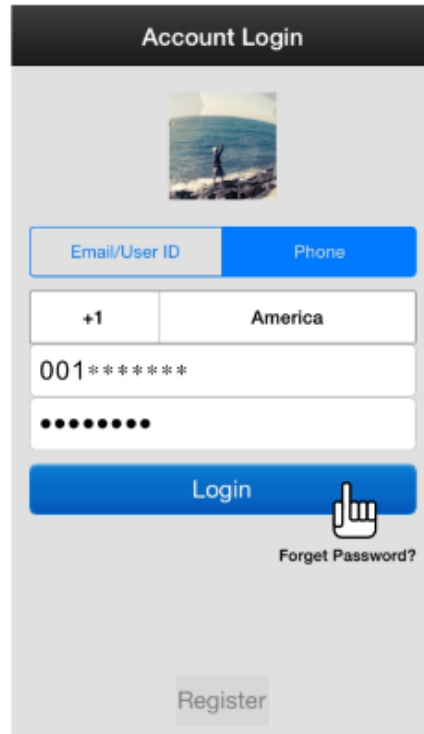 Account Login
Email/User ID Phone
+1 America
001*******
●●●●●●●●
Login
Forget Password?
Register